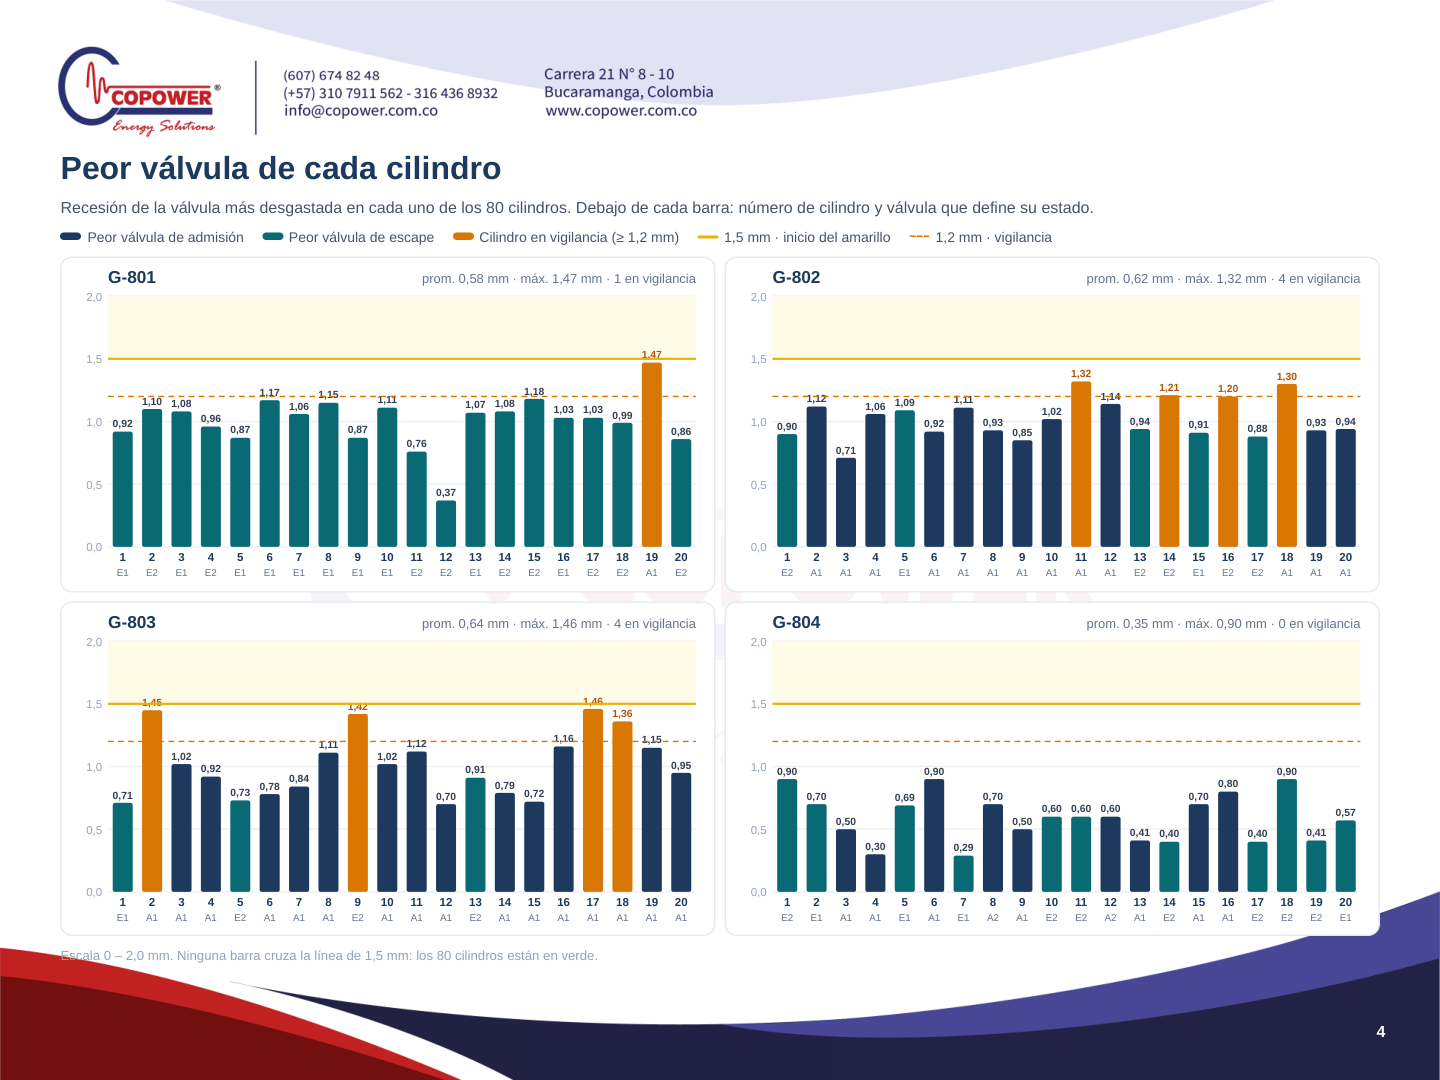 COPOWER®
Energy Solutions
(607) 674 82 48
(+57) 310 7911 562 - 316 436 8932
info@copower.com.co
Carrera 21 N° 8 - 10
Bucaramanga, Colombia
www.copower.com.co
Peor válvula de cada cilindro
Recesión de la válvula más desgastada en cada uno de los 80 cilindros. Debajo de cada barra: número de cilindro y válvula que define su estado.
Peor válvula de admisión Peor válvula de escape Cilindro en vigilancia (≥ 1,2 mm) 1,5 mm · inicio del amarillo 1,2 mm · vigilancia
G-801 prom. 0,58 mm · máx. 1,47 mm · 1 en vigilancia
2,0
1,5
1,0
0,5
0,0
0,92 1,10 1,08 0,96 0,87 1,17 1,06 1,15 0,87 1,11 0,76 0,37 1,07 1,08 1,18 1,03 1,03 0,99 1,47 0,86
1 2 3 4 5 6 7 8 9 10 11 12 13 14 15 16 17 18 19 20
E1 E2 E1 E2 E1 E1 E1 E1 E1 E1 E2 E2 E1 E2 E2 E1 E2 E2 A1 E2
G-802 prom. 0,62 mm · máx. 1,32 mm · 4 en vigilancia
2,0
1,5
1,0
0,5
0,0
0,90 1,12 0,71 1,06 1,09 0,92 1,11 0,93 0,85 1,02 1,32 1,14 0,94 1,21 0,91 1,20 0,88 1,30 0,93 0,94
1 2 3 4 5 6 7 8 9 10 11 12 13 14 15 16 17 18 19 20
E2 A1 A1 A1 E1 A1 A1 A1 A1 A1 A1 A1 E2 E2 E1 E2 E2 A1 A1 A1
G-803 prom. 0,64 mm · máx. 1,46 mm · 4 en vigilancia
2,0
1,5
1,0
0,5
0,0
0,71 1,45 1,02 0,92 0,73 0,78 0,84 1,11 1,42 1,02 1,12 0,70 0,91 0,79 0,72 1,16 1,46 1,36 1,15 0,95
1 2 3 4 5 6 7 8 9 10 11 12 13 14 15 16 17 18 19 20
E1 A1 A1 A1 E2 A1 A1 A1 E2 A1 A1 A1 E2 A1 A1 A1 A1 A1 A1 A1
G-804 prom. 0,35 mm · máx. 0,90 mm · 0 en vigilancia
2,0
1,5
1,0
0,5
0,0
0,90 0,70 0,50 0,30 0,69 0,90 0,29 0,70 0,50 0,60 0,60 0,60 0,41 0,40 0,70 0,80 0,40 0,90 0,41 0,57
1 2 3 4 5 6 7 8 9 10 11 12 13 14 15 16 17 18 19 20
E2 E1 A1 A1 E1 A1 E1 A2 A1 E2 E2 A2 A1 E2 A1 A1 E2 E2 E2 E1
Escala 0 – 2,0 mm. Ninguna barra cruza la línea de 1,5 mm: los 80 cilindros están en verde.
4